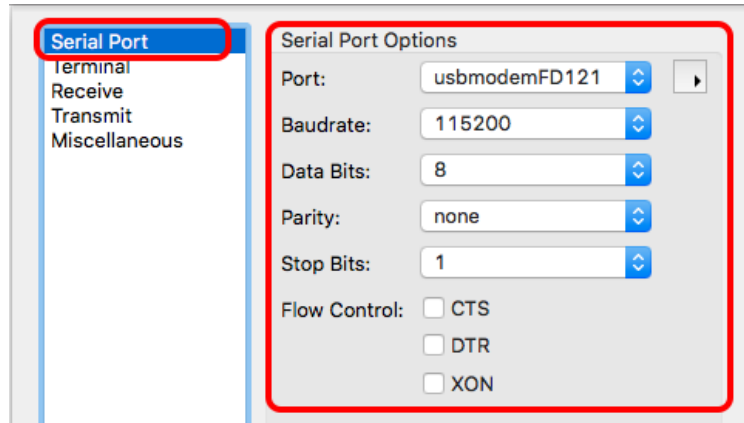 Serial Port
Terminal
Receive
Transmit
Miscellaneous
Serial Port Options
Port: usbmodemFD121
Baudrate: 115200
Data Bits: 8
Parity: none
Stop Bits: 1
Flow Control: CTS
DTR
XON